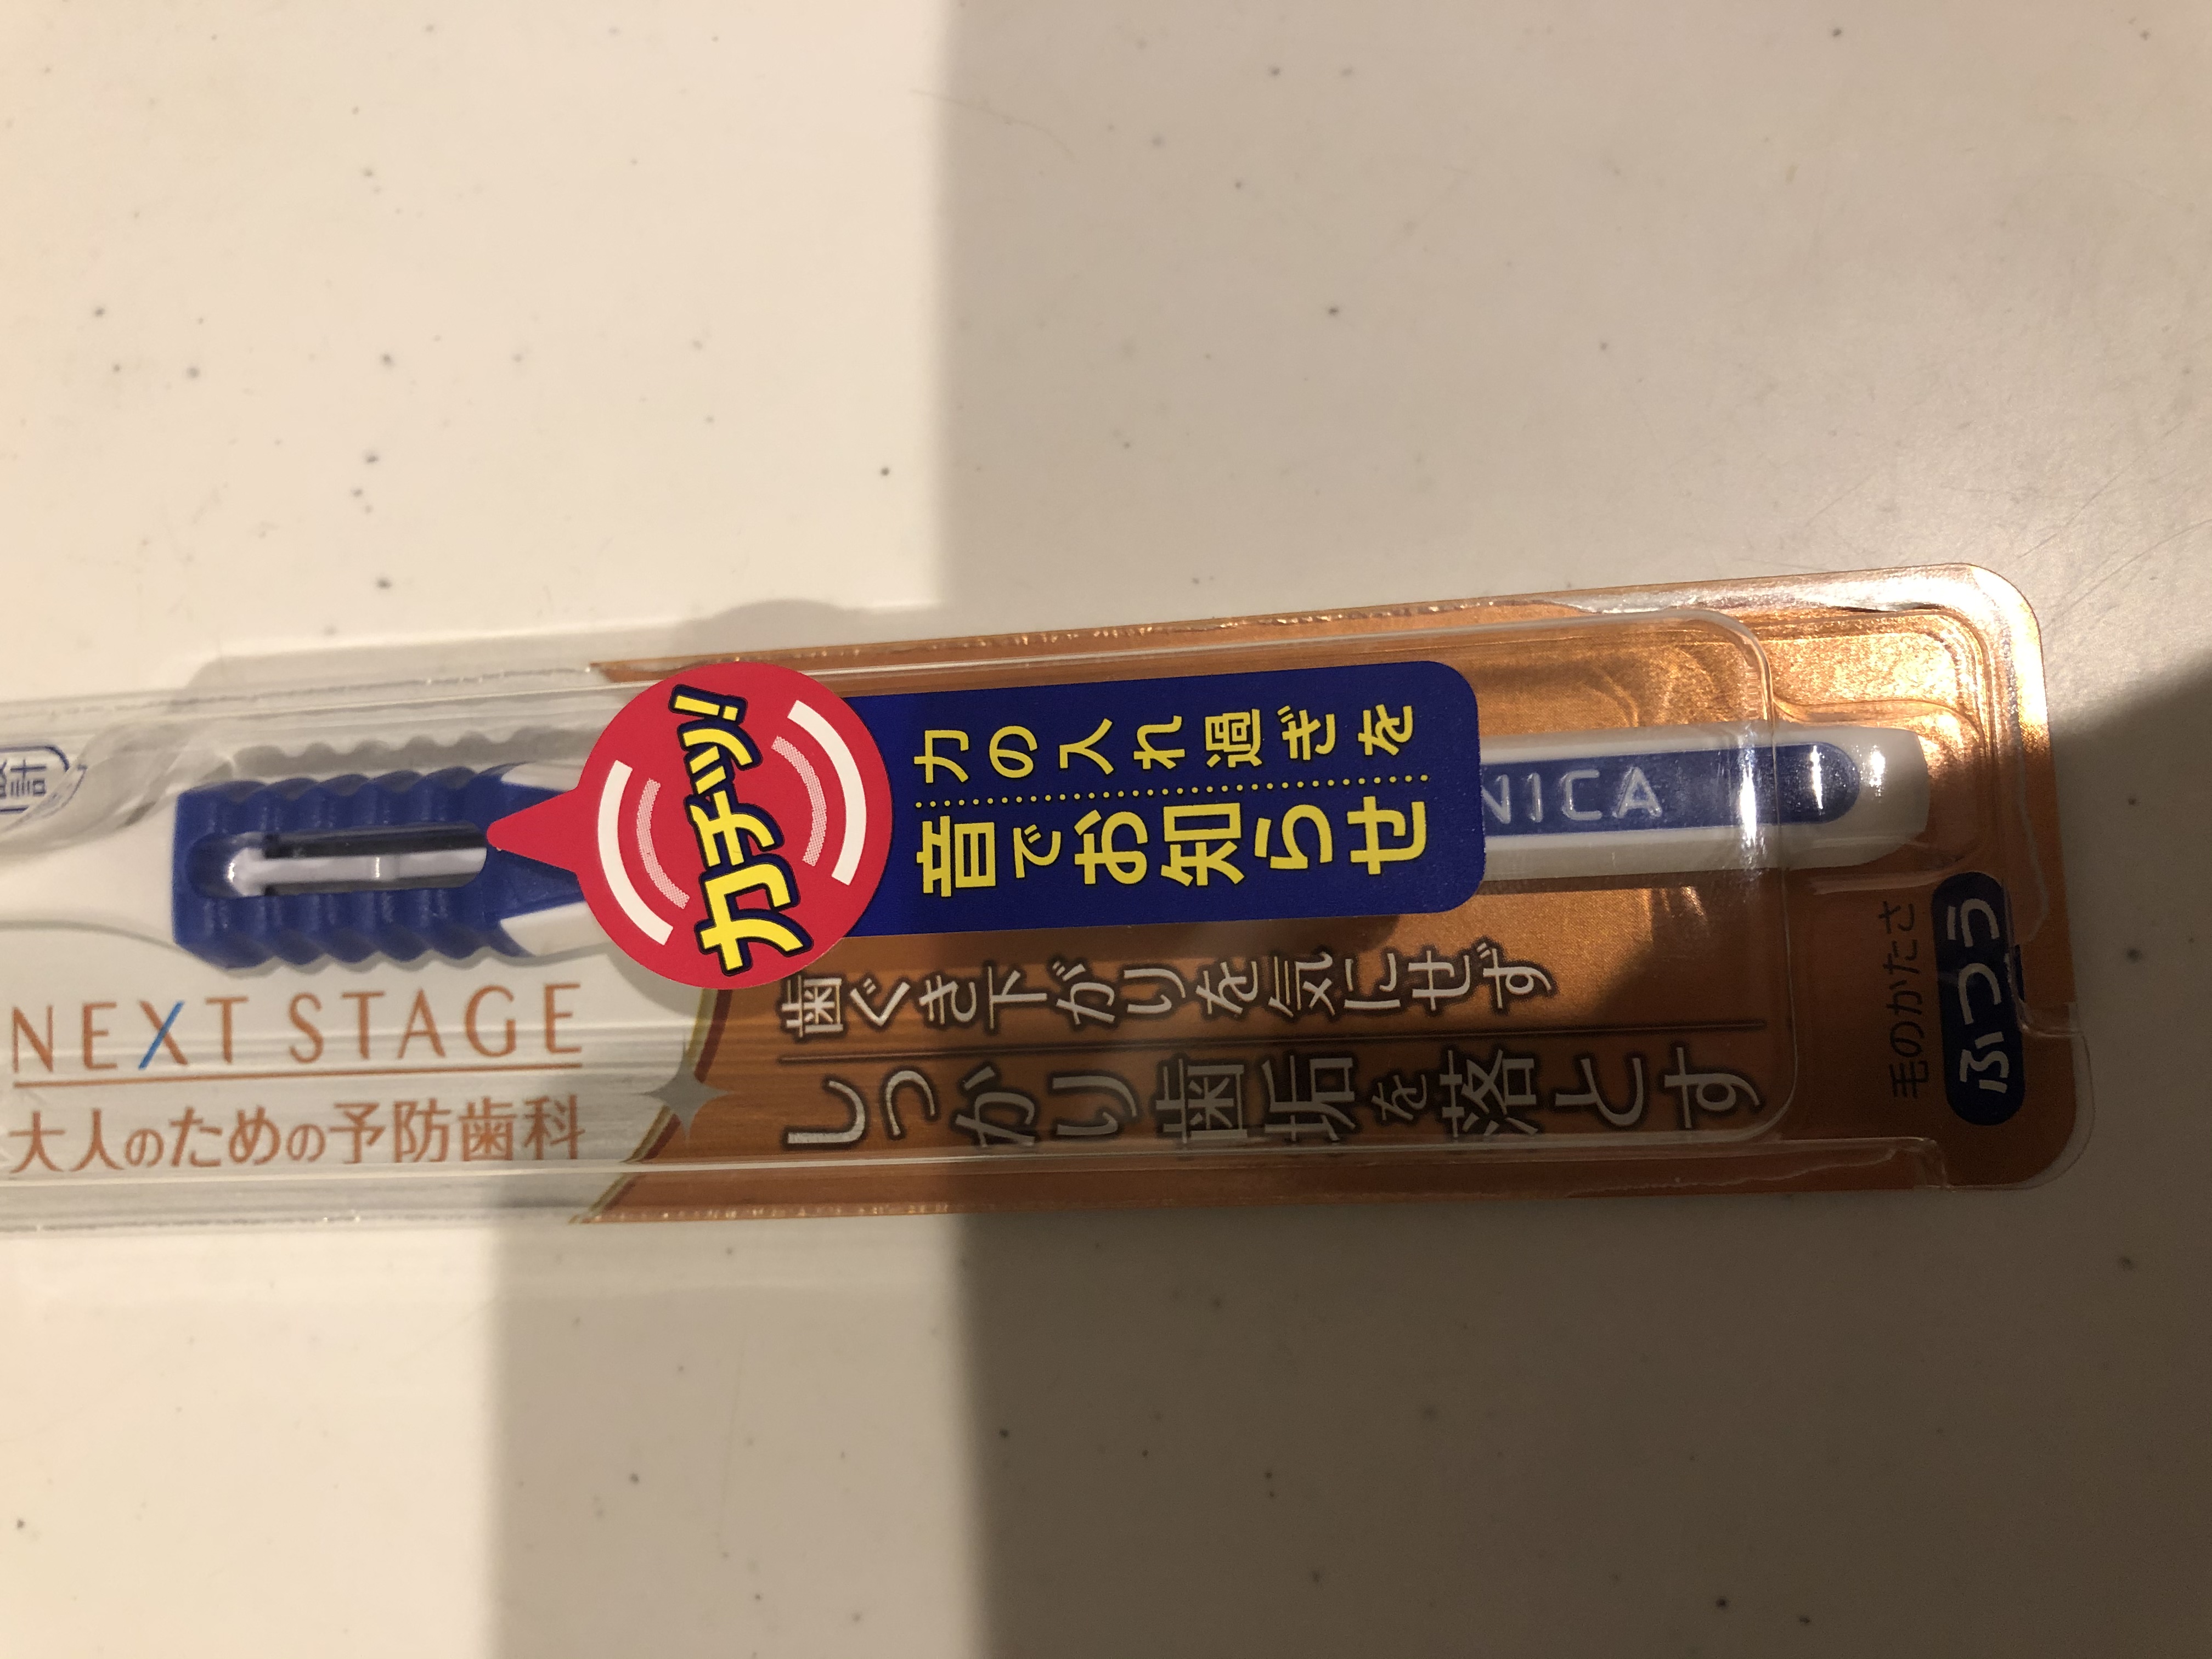 カチッ!
力の入れ過ぎを
音でお知らせ
NICA
NEXT STAGE
大人のための予防歯科
歯ぐき下がりを気にせず
しっかり歯垢を落とす
毛のかたさ
ふつう